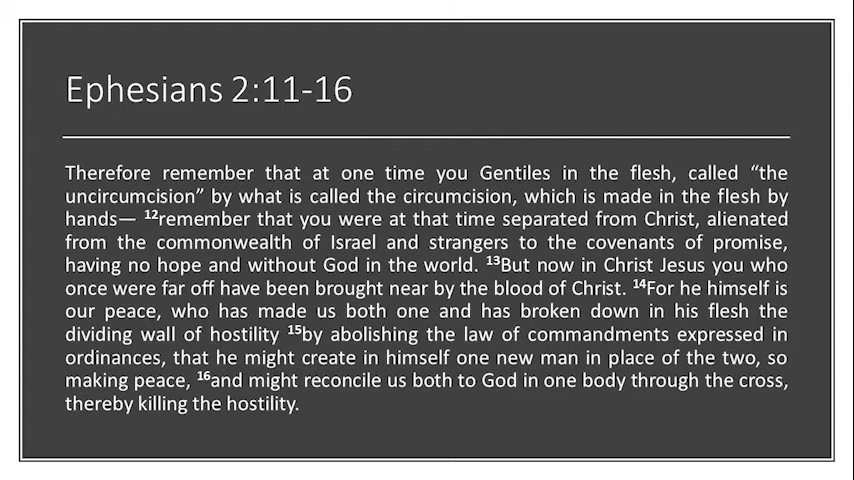 Ephesians 2:11-16
Therefore remember that at one time you Gentiles in the flesh, called “the
uncircumcision” by what is called the circumcision, which is made in the flesh by
hands— 12remember that you were at that time separated from Christ, alienated
from the commonwealth of Israel and strangers to the covenants of promise,
having no hope and without God in the world. 13But now in Christ Jesus you who
once were far off have been brought near by the blood of Christ. 14For he himself is
our peace, who has made us both one and has broken down in his flesh the
dividing wall of hostility 15by abolishing the law of commandments expressed in
ordinances, that he might create in himself one new man in place of the two, so
making peace, 16and might reconcile us both to God in one body through the cross,
thereby killing the hostility.